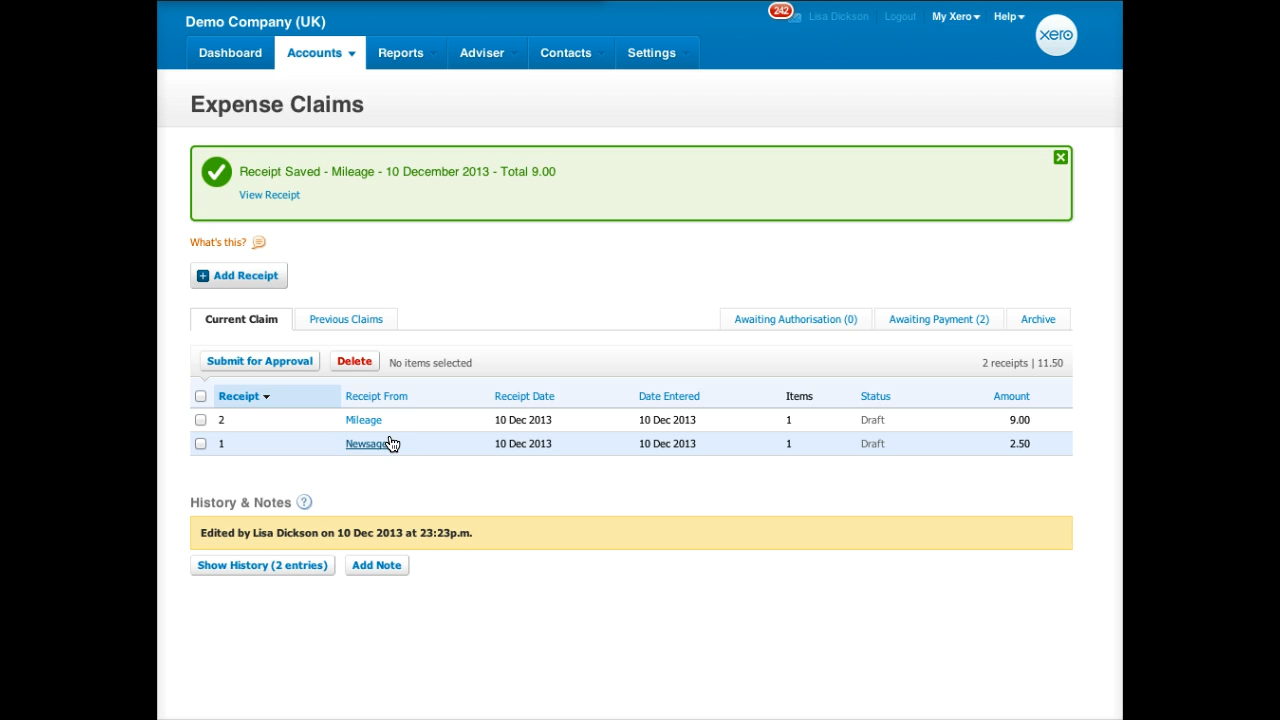 Demo Company (UK)
242 Lisa Dickson Logout My Xero Help
xero
Dashboard Accounts Reports Adviser Contacts Settings
Expense Claims
Receipt Saved - Mileage - 10 December 2013 - Total 9.00
View Receipt
What's this?
Add Receipt
Current Claim Previous Claims Awaiting Authorisation (0) Awaiting Payment (2) Archive
Submit for Approval Delete No items selected 2 receipts | 11.50
Receipt Receipt From Receipt Date Date Entered Items Status Amount
2 Mileage 10 Dec 2013 10 Dec 2013 1 Draft 9.00
1 10 Dec 2013 10 Dec 2013 1 Draft 2.50
History & Notes ?
Edited by Lisa Dickson on 10 Dec 2013 at 23:23p.m.
Show History (2 entries) Add Note